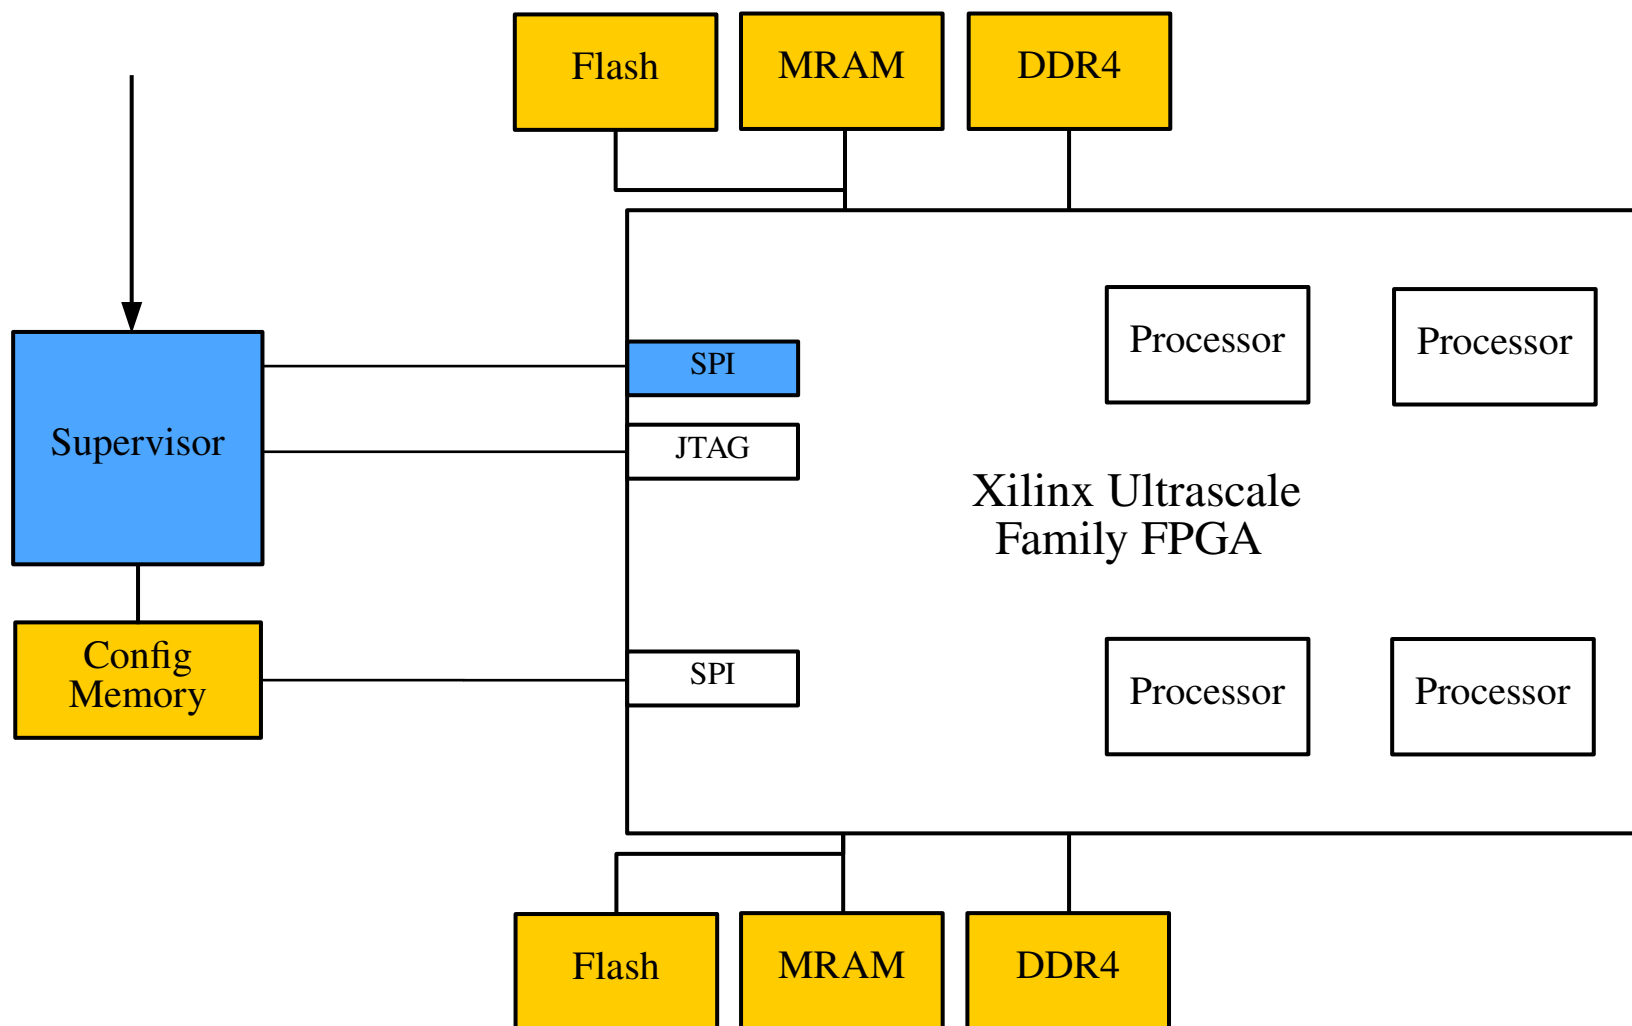 Flash
MRAM
DDR4
Processor
Processor
SPI
Supervisor
JTAG
Xilinx Ultrascale
Family FPGA
Config
Memory
SPI
Processor
Processor
Flash
MRAM
DDR4